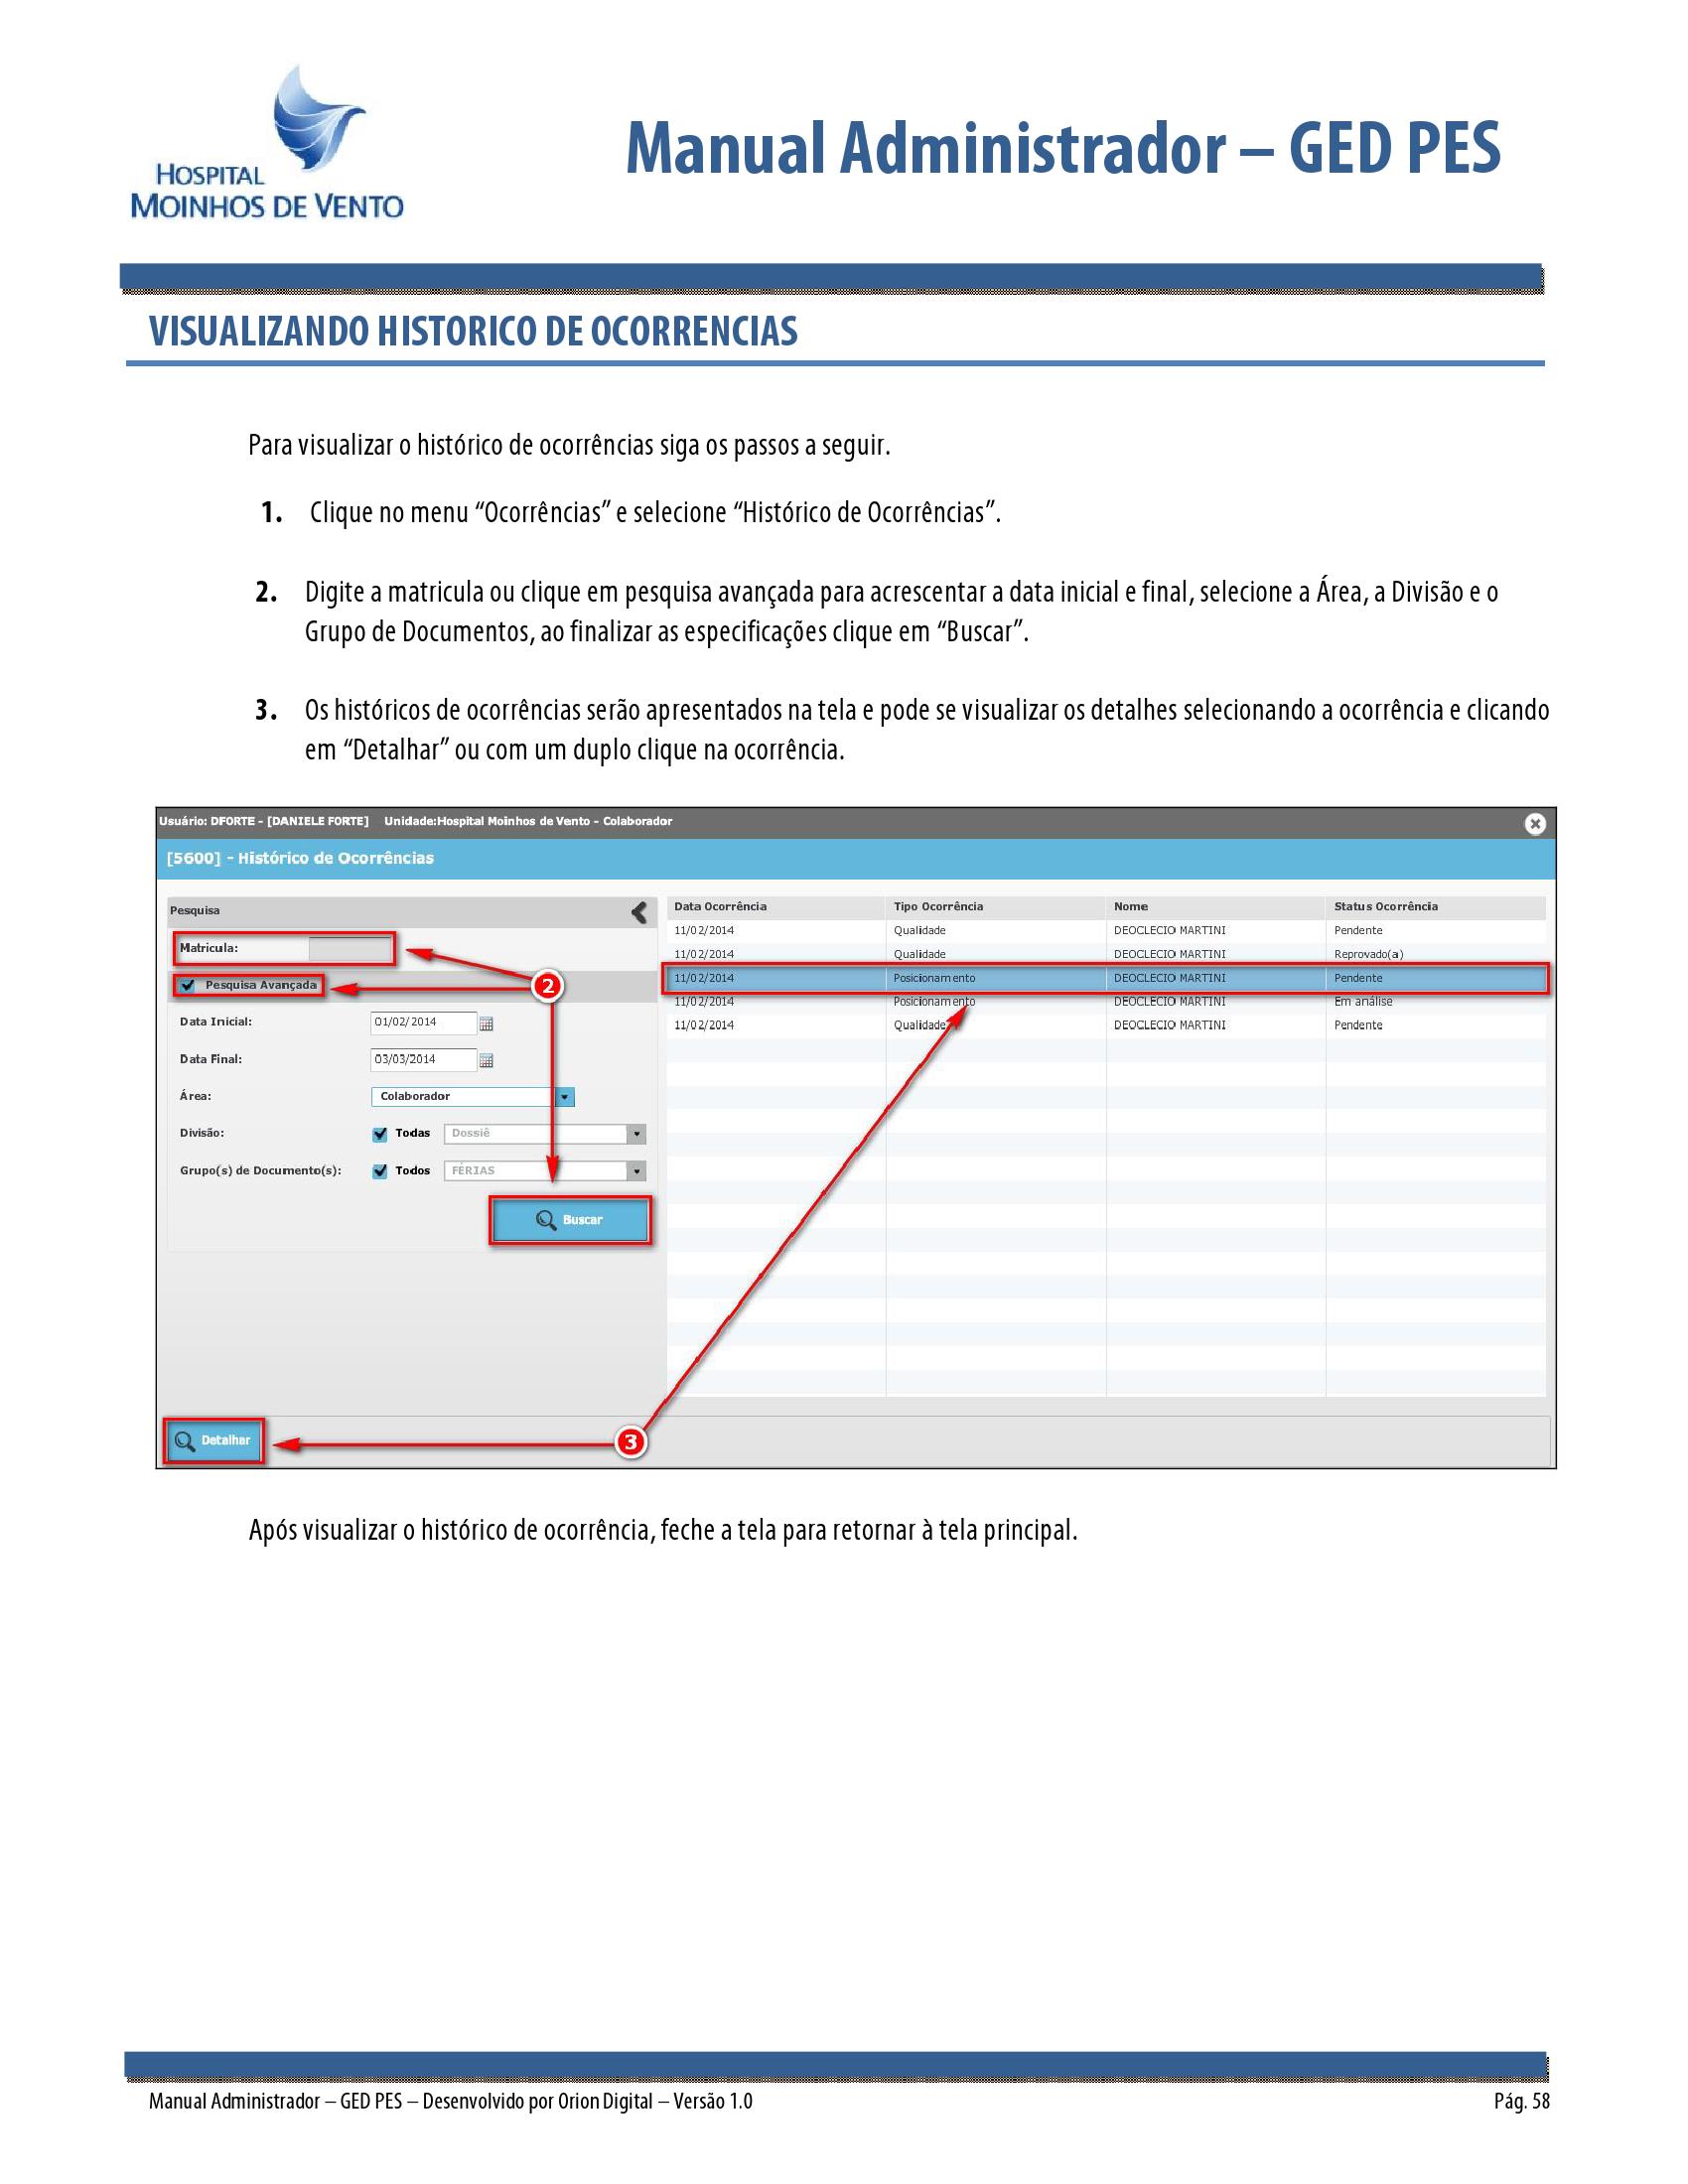 HOSPITAL
MOINHOS DE VENTO
Manual Administrador – GED PES
VISUALIZANDO HISTORICO DE OCORRENCIAS
Para visualizar o histórico de ocorrências siga os passos a seguir.
1. Clique no menu “Ocorrências” e selecione “Histórico de Ocorrências”.
2. Digite a matricula ou clique em pesquisa avançada para acrescentar a data inicial e final, selecione a Área, a Divisão e o
Grupo de Documentos, ao finalizar as especificações clique em “Buscar”.
3. Os históricos de ocorrências serão apresentados na tela e pode se visualizar os detalhes selecionando a ocorrência e clicando
em “Detalhar” ou com um duplo clique na ocorrência.
Usuário: DFORTE - [DANIELE FORTE] Unidade:Hospital Moinhos de Vento - Colaborador
[5600] - Histórico de Ocorrências
Pesquisa
Matricula:
Pesquisa Avançada
2
Data Inicial: 01/02/2014
Data Final: 03/03/2014
Área: Colaborador
Divisão: Todas Dossiê
Grupo(s) de Documento(s): Todos FÉRIAS
Buscar
Data Ocorrência Tipo Ocorrência Nome Status Ocorrência
11/02/2014 Qualidade DEOCLECIO MARTINI Pendente
11/02/2014 Qualidade DEOCLECIO MARTINI Reprovado(a)
11/02/2014 Posicionamento DEOCLECIO MARTINI Pendente
11/02/2014 Posicionamento DEOCLECIO MARTINI Em análise
11/02/2014 Qualidade DEOCLECIO MARTINI Pendente
Detalhar
3
Após visualizar o histórico de ocorrência, feche a tela para retornar à tela principal.
Manual Administrador – GED PES – Desenvolvido por Orion Digital – Versão 1.0 Pág. 58